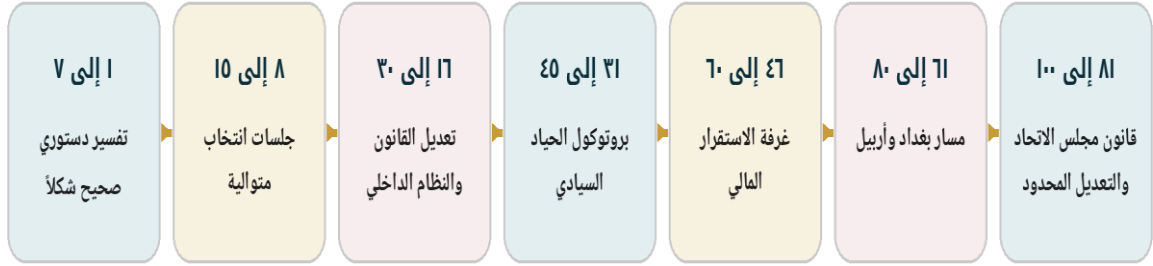 ١ إلى ٧
تفسير دستوري
صحيح شكلاً
٨ إلى ١٥
جلسات انتخاب
متوالية
١٦ إلى ٣٠
تعديل القانون
والنظام الداخلي
٣١ إلى ٤٥
بروتوكول الحياد
السيادي
٤٦ إلى ٦٠
غرفة الاستقرار
المالي
٦١ إلى ٨٠
مسار بغداد وأربيل
٨١ إلى ١٠٠
قانون مجلس الاتحاد
والتعديل المحدود